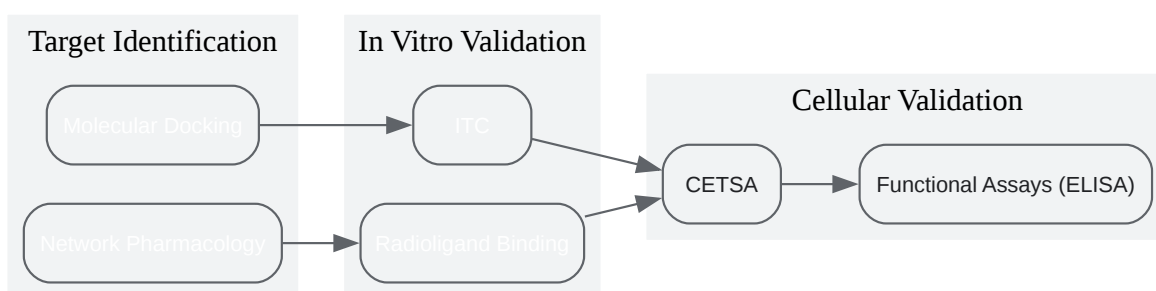 Target Identification
Molecular Docking
Network Pharmacology
In Vitro Validation
ITC
Radioligand Binding
Cellular Validation
CETSA
Functional Assays (ELISA)